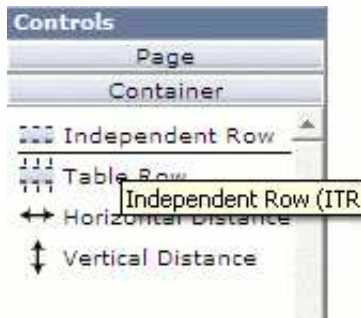 Controls
Page
Container
Independent Row
Table Row
Independent Row (ITR
Horizontal Distance
Vertical Distance